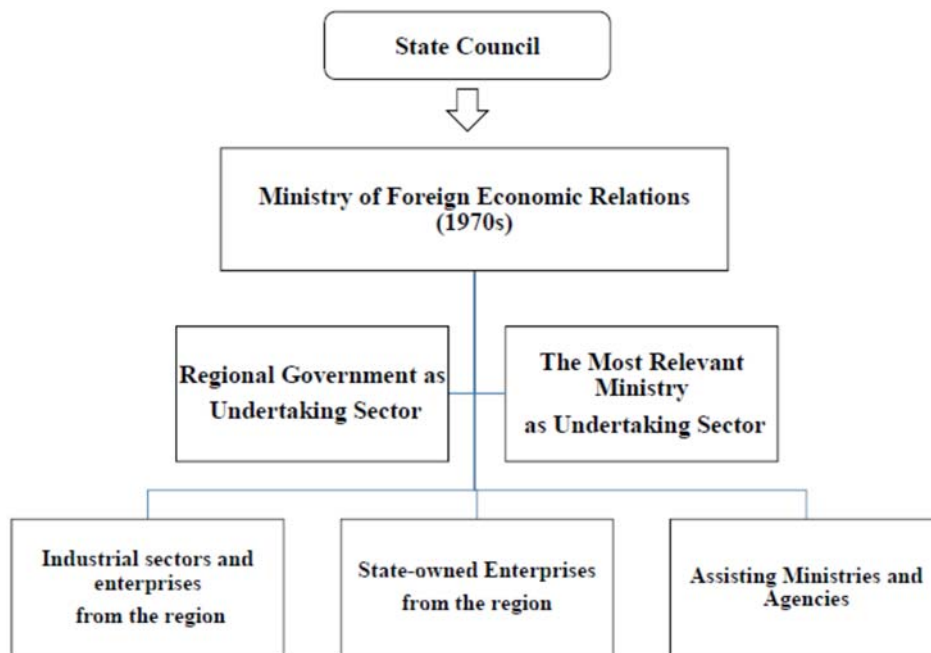 State Council
Ministry of Foreign Economic Relations
(1970s)
Regional Government as
Undertaking Sector
The Most Relevant
Ministry
as Undertaking Sector
Industrial sectors and
enterprises
from the region
State-owned Enterprises
from the region
Assisting Ministries and
Agencies